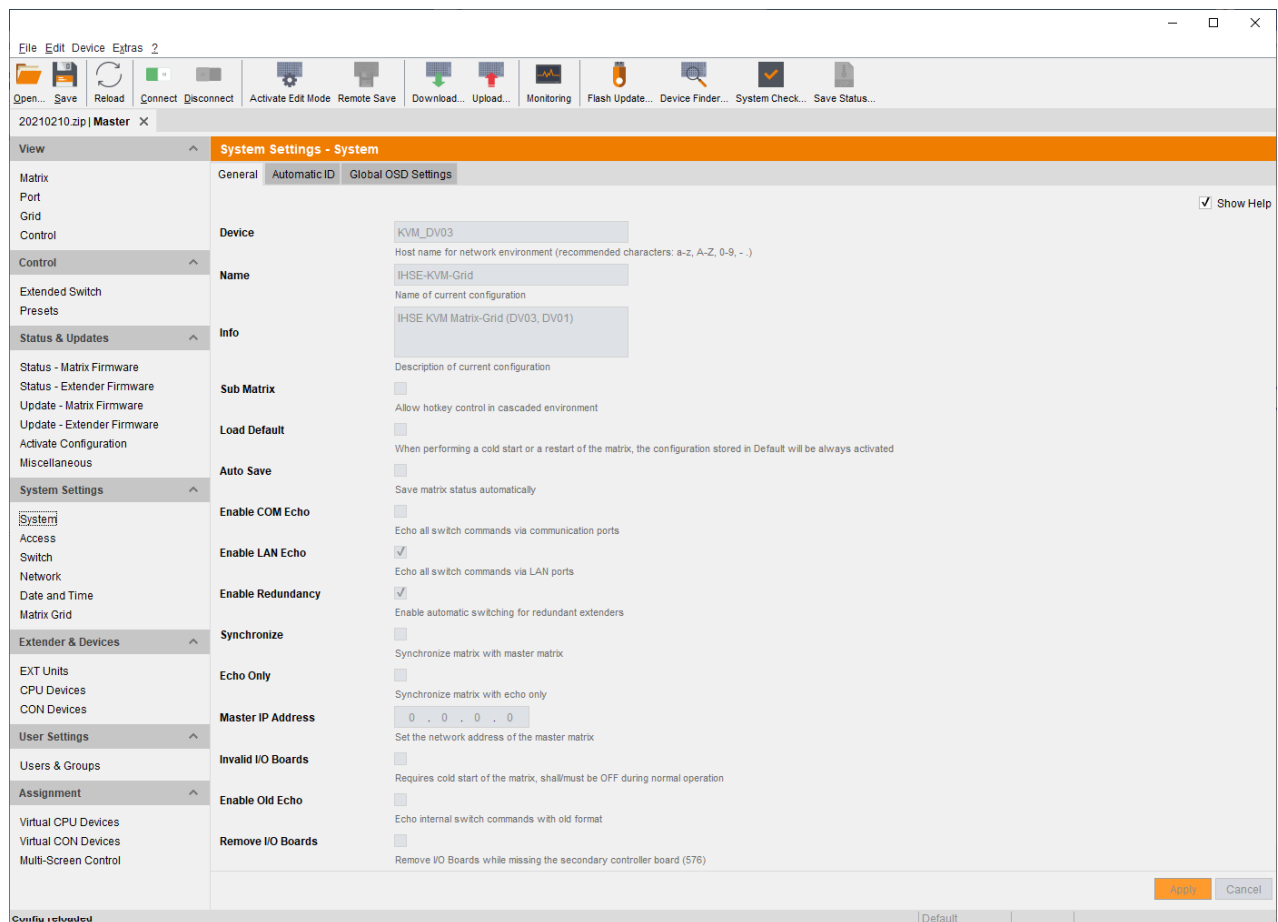 File Edit Device Extras ?
Open... Save Reload Connect Disconnect Activate Edit Mode Remote Save Download... Upload... Monitoring Flash Update... Device Finder... System Check... Save Status...
20210210.zip | Master
View
Matrix
Port
Grid
Control
Control
Extended Switch
Presets
Status & Updates
Status - Matrix Firmware
Status - Extender Firmware
Update - Matrix Firmware
Update - Extender Firmware
Activate Configuration
Miscellaneous
System Settings
System
Access
Switch
Network
Date and Time
Matrix Grid
Extender & Devices
EXT Units
CPU Devices
CON Devices
User Settings
Users & Groups
Assignment
Virtual CPU Devices
Virtual CON Devices
Multi-Screen Control
System Settings - System
General Automatic ID Global OSD Settings
Show Help
Device KVM_DV03
Host name for network environment (recommended characters: a-z, A-Z, 0-9, - .)
Name IHSE-KVM-Grid
Name of current configuration
Info IHSE KVM Matrix-Grid (DV03, DV01)
Description of current configuration
Sub Matrix
Allow hotkey control in cascaded environment
Load Default
When performing a cold start or a restart of the matrix, the configuration stored in Default will be always activated
Auto Save
Save matrix status automatically
Enable COM Echo
Echo all switch commands via communication ports
Enable LAN Echo
Echo all switch commands via LAN ports
Enable Redundancy
Enable automatic switching for redundant extenders
Synchronize
Synchronize matrix with master matrix
Echo Only
Synchronize matrix with echo only
Master IP Address 0 . 0 . 0 . 0
Set the network address of the master matrix
Invalid I/O Boards
Requires cold start of the matrix, shall/must be OFF during normal operation
Enable Old Echo
Echo internal switch commands with old format
Remove I/O Boards
Remove I/O Boards while missing the secondary controller board (576)
Apply Cancel
Config reloaded Default